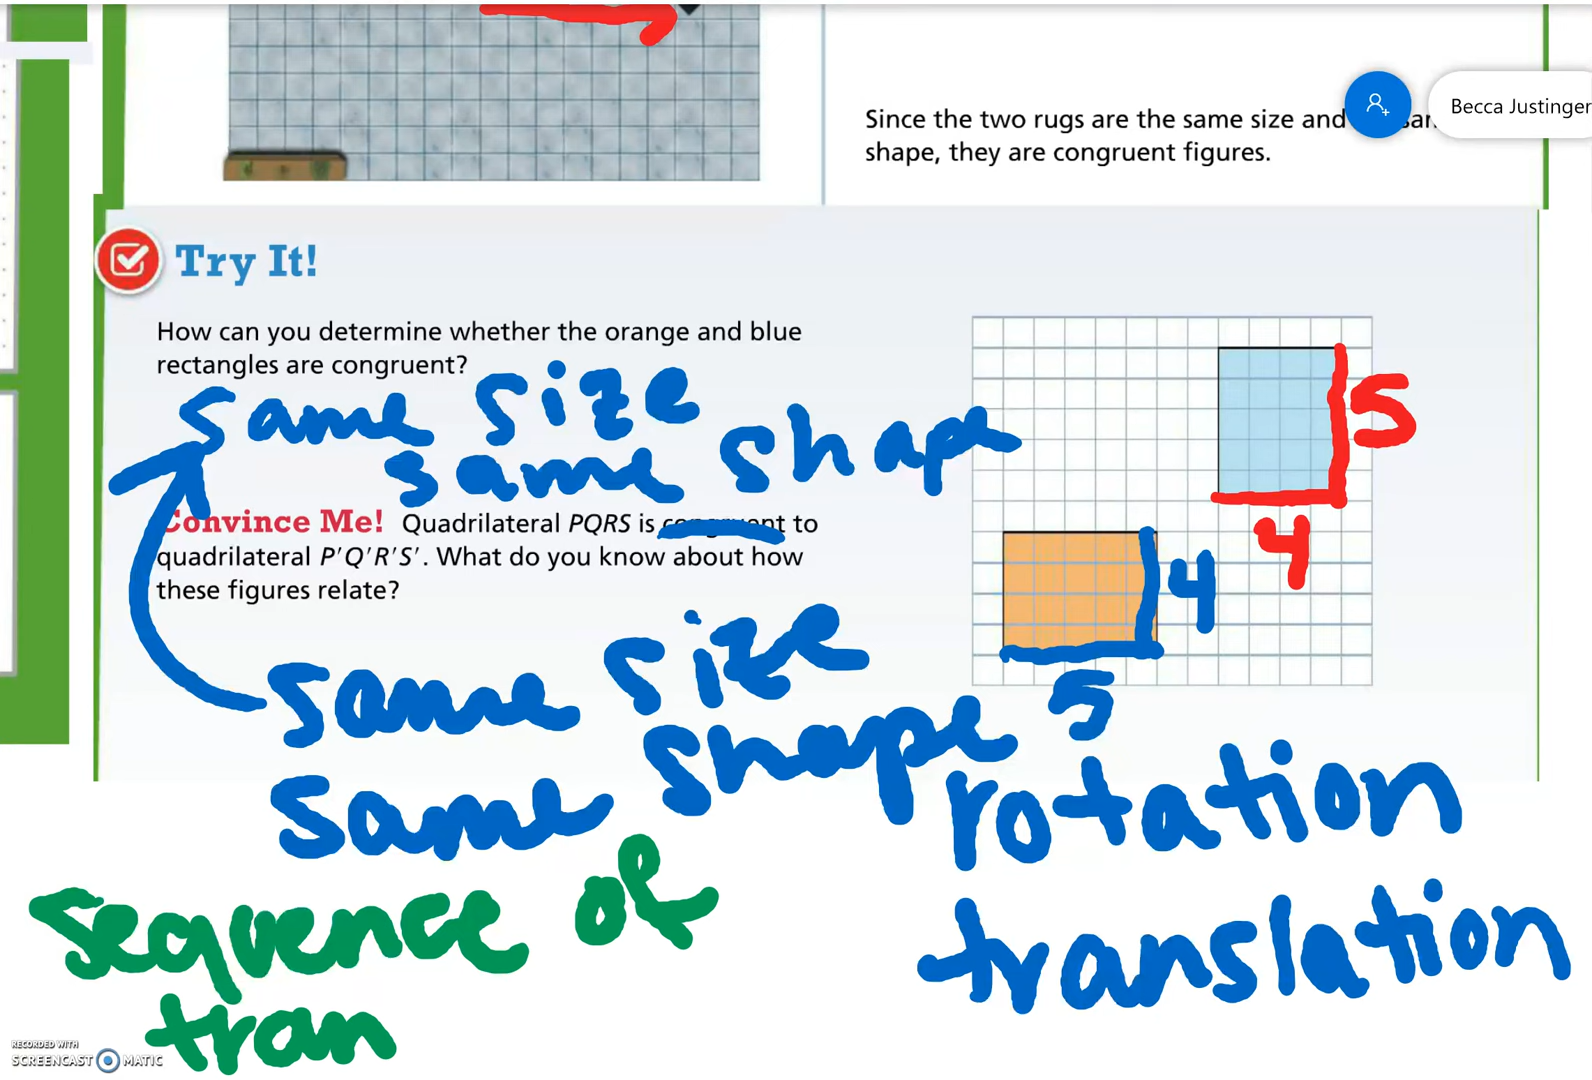 Since the two rugs are the same size and
shape, they are congruent figures.
Becca Justinger
Try It!
How can you determine whether the orange and blue
rectangles are congruent?
same size
same shape
Convince Me! Quadrilateral PQRS is congruent to
quadrilateral P′Q′R′S′. What do you know about how
these figures relate?
5
4
4
5
same size
same shape
rotation
translation
sequence of
tran
RECORDED WITH
SCREENCAST MATIC